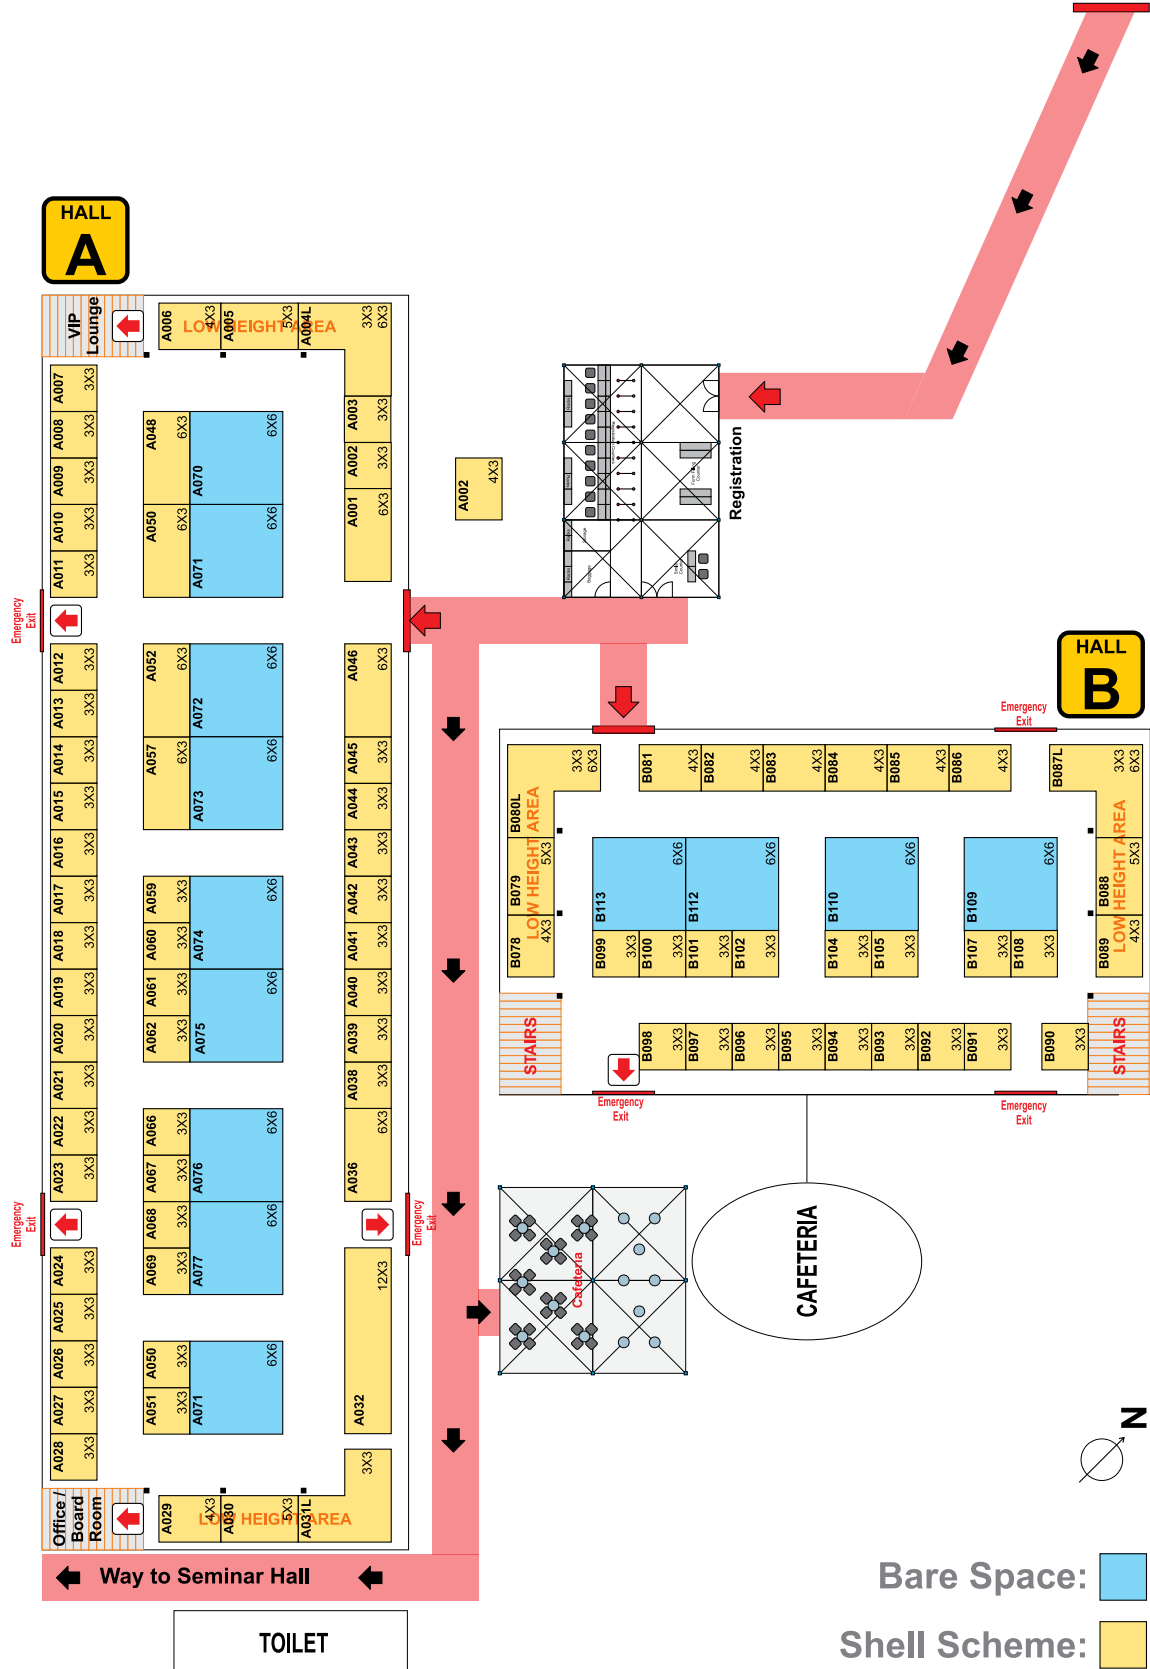 HALL
A
VIP
Lounge
A006
4X3
A005
5X3
A004L
3X3
6X3
LOW HEIGHT AREA
A007
3X3
A008
3X3
A009
3X3
A010
3X3
A011
3X3
A048
6X3
A070
6X6
A050
6X3
A071
6X6
A003
3X3
A002
3X3
A001
6X3
A002
4X3
Registration
Emergency
Exit
A012
3X3
A013
3X3
A014
3X3
A015
3X3
A016
3X3
A017
3X3
A018
3X3
A019
3X3
A020
3X3
A021
3X3
A022
3X3
A023
3X3
A052
6X3
A072
6X6
A057
6X3
A073
6X6
A059
3X3
A060
3X3
A074
6X6
A061
3X3
A062
3X3
A075
6X6
A066
3X3
A067
3X3
A076
6X6
A068
3X3
A069
3X3
A077
6X6
A046
6X3
A045
3X3
A044
3X3
A043
3X3
A042
3X3
A041
3X3
A040
3X3
A039
3X3
A038
3X3
A036
6X3
Emergency
Exit
Emergency
Exit
A024
3X3
A025
3X3
A026
3X3
A027
3X3
A028
3X3
A050
3X3
A051
3X3
A071
6X6
A032
12X3
Office /
Board
Room
A029
4X3
A030
5X3
A031L
3X3
LOW HEIGHT AREA
Way to Seminar Hall
TOILET
HALL
B
Emergency
Exit
B080L
3X3
6X3
B079
5X3
B078
4X3
LOW HEIGHT AREA
B081
4X3
B082
4X3
B083
4X3
B084
4X3
B085
4X3
B086
4X3
B087L
3X3
6X3
B088
5X3
B089
4X3
LOW HEIGHT AREA
B113
6X6
B112
6X6
B110
6X6
B109
6X6
B099
3X3
B100
3X3
B101
3X3
B102
3X3
B104
3X3
B105
3X3
B107
3X3
B108
3X3
STAIRS
B098
3X3
B097
3X3
B096
3X3
B095
3X3
B094
3X3
B093
3X3
B092
3X3
B091
3X3
B090
3X3
STAIRS
Emergency
Exit
Emergency
Exit
Cafeteria
CAFETERIA
N
Bare Space:
Shell Scheme: